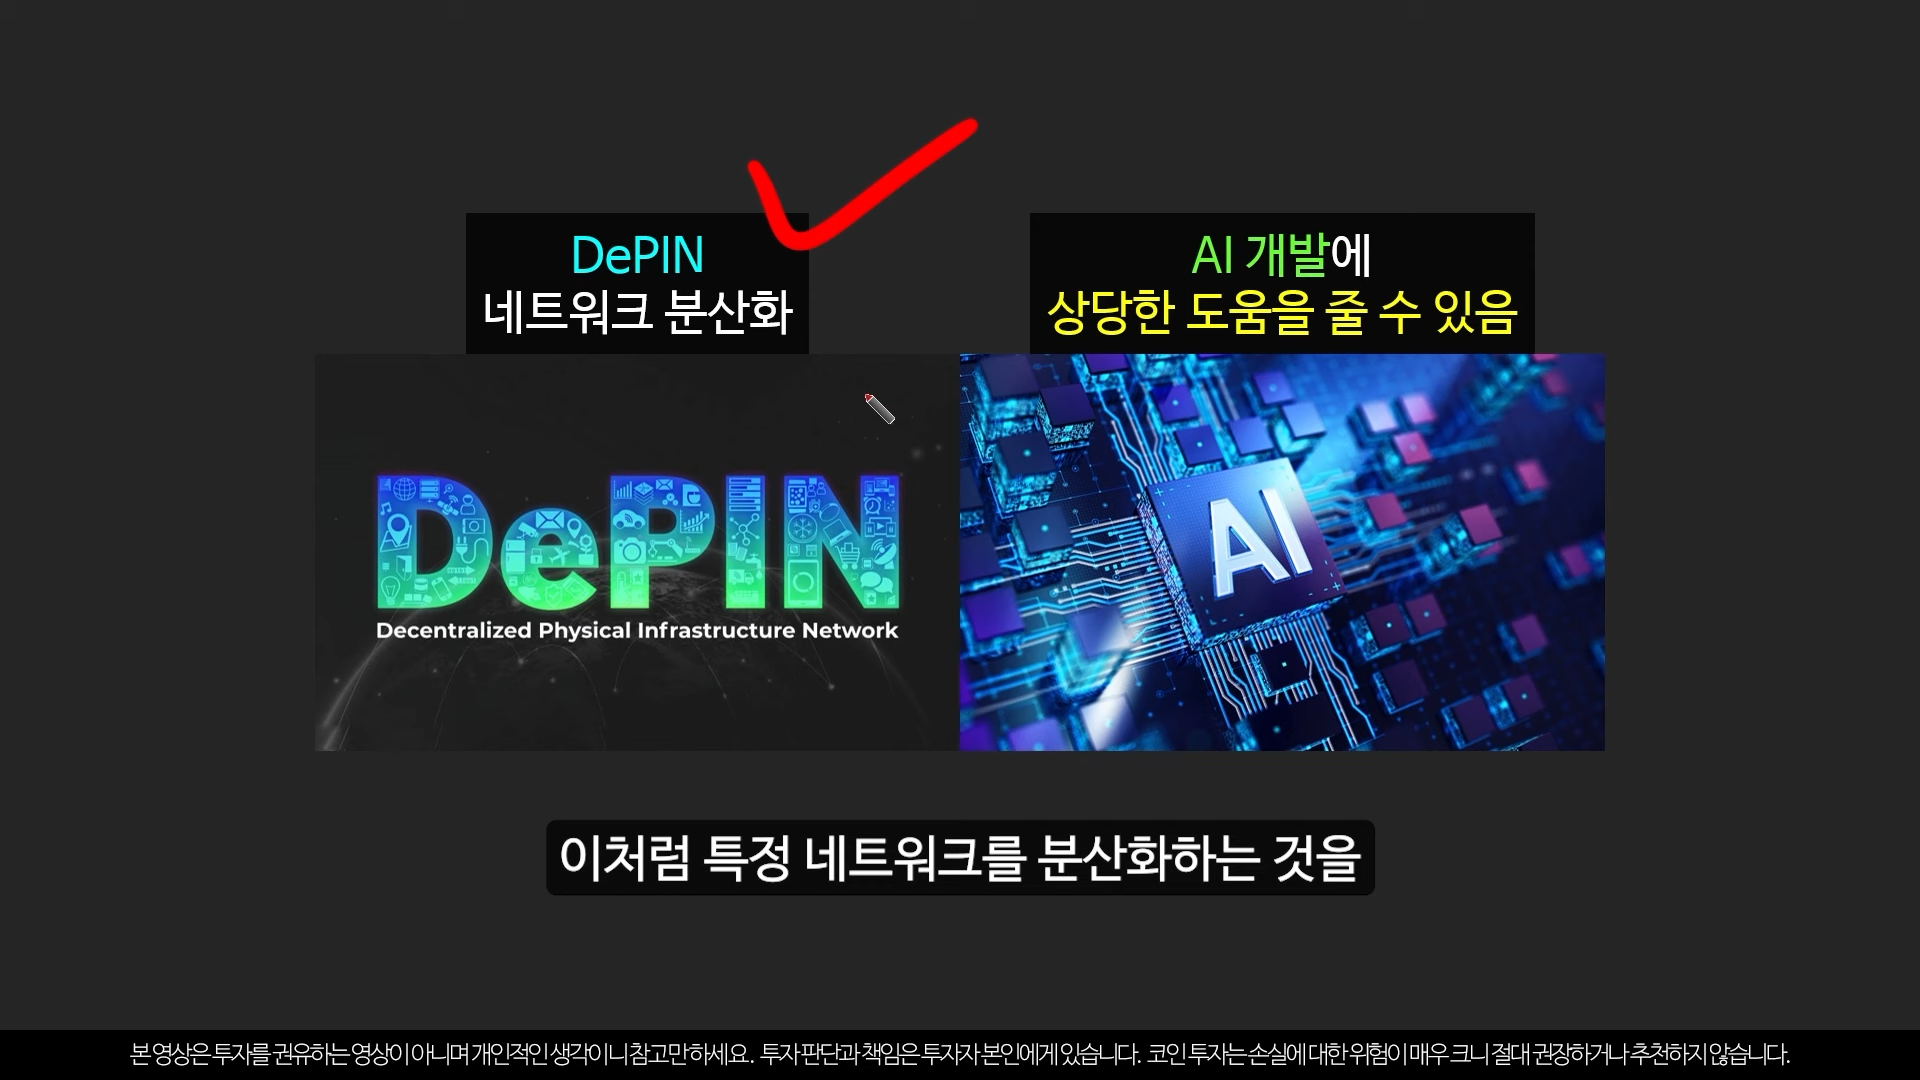 DePIN
네트워크 분산화
AI 개발에
상당한 도움을 줄 수 있음
DePIN
Decentralized Physical Infrastructure Network
AI
이처럼 특정 네트워크를 분산화하는 것을
본 영상은 투자를 권유하는 영상이 아니며 개인적인 생각이니 참고만 하세요. 투자 판단과 책임은 투자자 본인에게 있습니다. 코인 투자는 손실에 대한 위험이 매우 크니 절대 권장하거나 추천하지 않습니다.